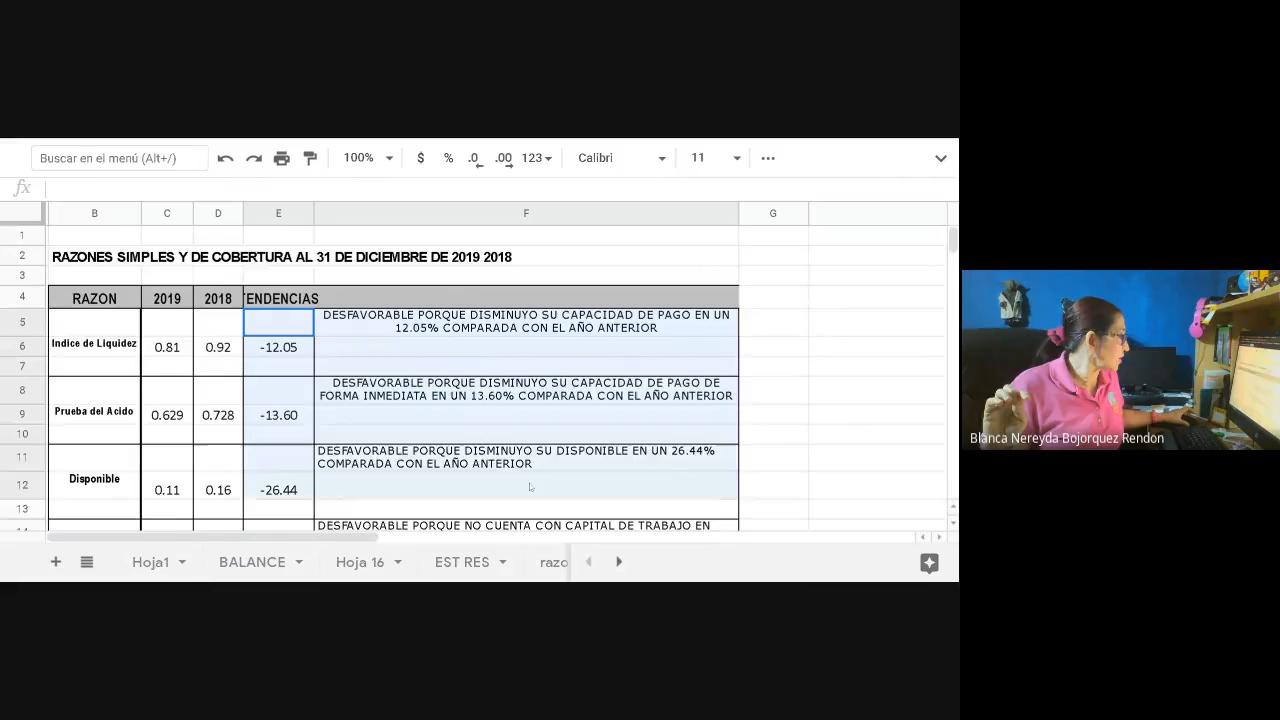 Buscar en el menú (Alt+/)
100%
$ % .0 .00 123
Calibri
11
fx
B C D E F G
1
2 RAZONES SIMPLES Y DE COBERTURA AL 31 DE DICIEMBRE DE 2019 2018
3
4 RAZON 2019 2018 TENDENCIAS
5 DESFAVORABLE PORQUE DISMINUYO SU CAPACIDAD DE PAGO EN UN
12.05% COMPARADA CON EL AÑO ANTERIOR
6 Indice de Liquidez 0.81 0.92 -12.05
7
8 DESFAVORABLE PORQUE DISMINUYO SU CAPACIDAD DE PAGO DE
FORMA INMEDIATA EN UN 13.60% COMPARADA CON EL AÑO ANTERIOR
9 Prueba del Acido 0.629 0.728 -13.60
10
11 DESFAVORABLE PORQUE DISMINUYO SU DISPONIBLE EN UN 26.44%
COMPARADA CON EL AÑO ANTERIOR
12 Disponible 0.11 0.16 -26.44
13
14 DESFAVORABLE PORQUE NO CUENTA CON CAPITAL DE TRABAJO EN
Hoja1 BALANCE Hoja 16 EST RES razo
Blanca Nereyda Bojorquez Rendon